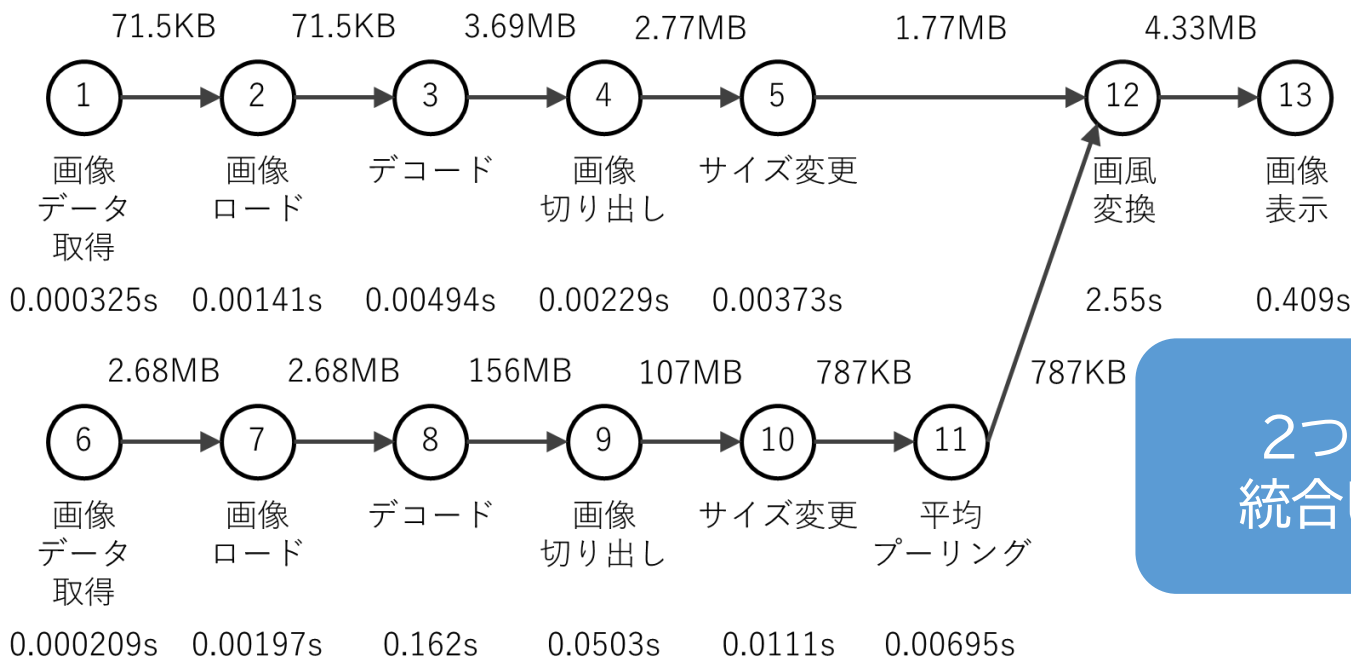 71.5KB 71.5KB 3.69MB 2.77MB 1.77MB 4.33MB
1 2 3 4 5 12 13
画像 画像 デコード 画像 サイズ変更 画風 画像
データ ロード 切り出し 変換 表示
取得
0.000325s 0.00141s 0.00494s 0.00229s 0.00373s 2.55s 0.409s
2.68MB 2.68MB 156MB 107MB 787KB 787KB
6 7 8 9 10 11
画像 画像 デコード 画像 サイズ変更 平均
データ ロード 切り出し プーリング
取得
0.000209s 0.00197s 0.162s 0.0503s 0.0111s 0.00695s
2つ
統合